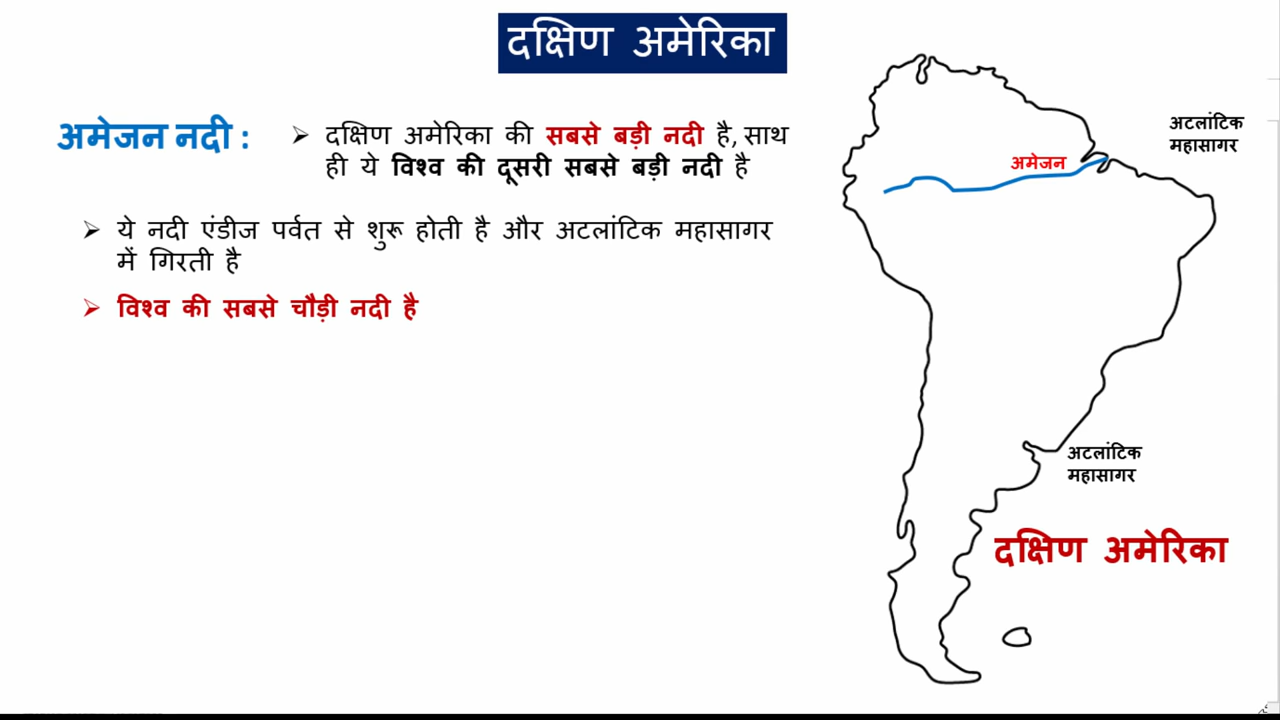 दक्षिण अमेरिका
अमेजन नदी :
➢ दक्षिण अमेरिका की सबसे बड़ी नदी है, साथ
ही ये विश्व की दूसरी सबसे बड़ी नदी है
➢ ये नदी एंडीज पर्वत से शुरू होती है और अटलांटिक महासागर
में गिरती है
➢ विश्व की सबसे चौड़ी नदी है
अटलांटिक
महासागर
अमेजन
अटलांटिक
महासागर
दक्षिण अमेरिका